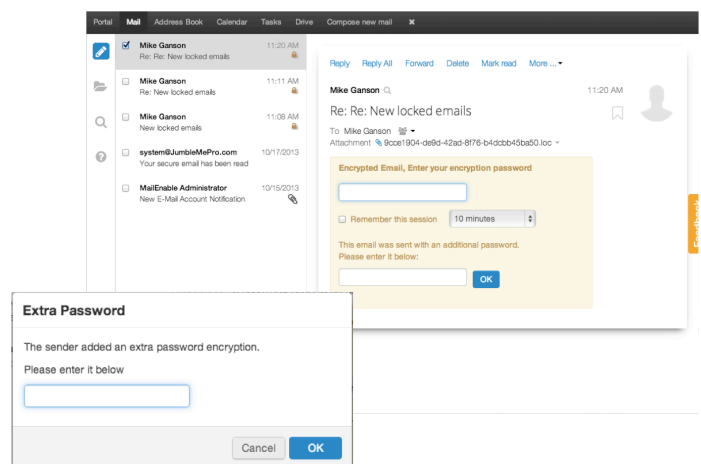 Portal Mail Address Book Calendar Tasks Drive Compose new mail ✖
Mike Ganson 11:20 AM
Re: Re: New locked emails
Mike Ganson 11:11 AM
Re: New locked emails
Mike Ganson 11:08 AM
New locked emails
system@JumbleMePro.com 10/17/2013
Your secure email has been read
MailEnable Administrator 10/15/2013
New E-Mail Account Notification
Reply Reply All Forward Delete Mark read More ...
Mike Ganson 11:20 AM
Re: Re: New locked emails
To Mike Ganson
Attachment 9cce1904-de9d-42ad-8f76-b4dcbb45ba50.loc
Encrypted Email, Enter your encryption password
Remember this session 10 minutes
This email was sent with an additional password.
Please enter it below:
OK
Feedback
Extra Password
The sender added an extra password encryption.
Please enter it below
Cancel OK